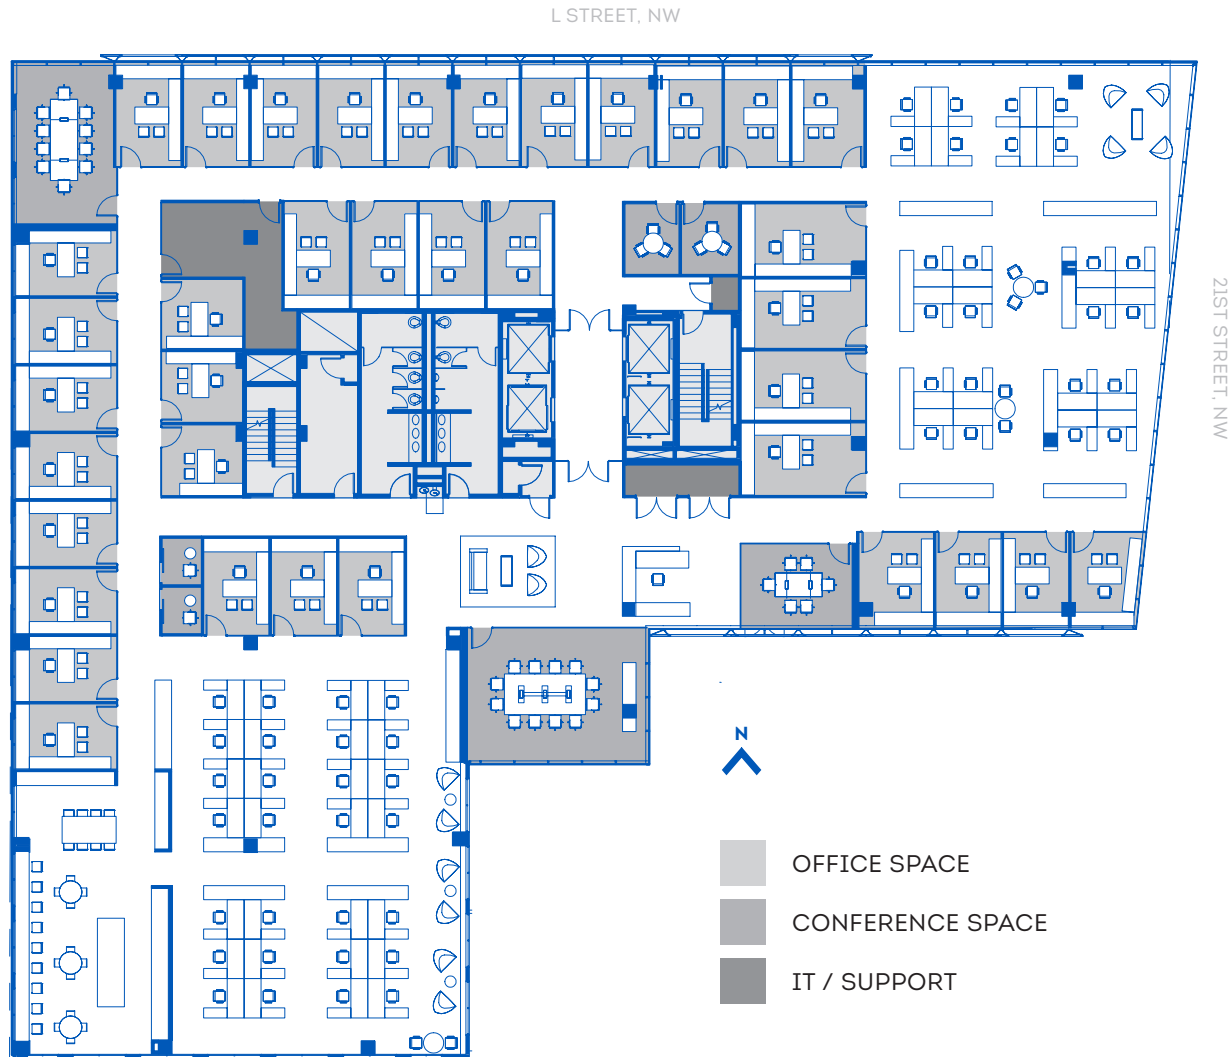 L STREET, NW
21ST STREET, NW
N
OFFICE SPACE
CONFERENCE SPACE
IT / SUPPORT